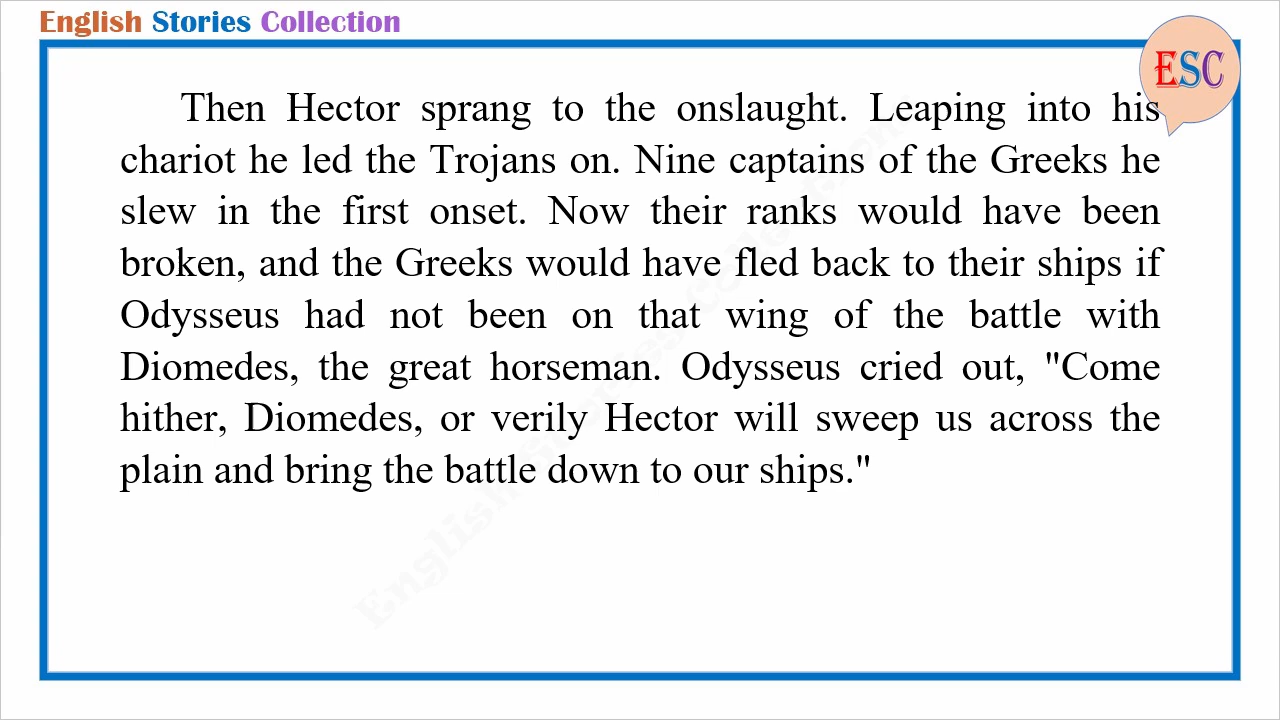 English Stories Collection
ESC
Then Hector sprang to the onslaught. Leaping into his
chariot he led the Trojans on. Nine captains of the Greeks he
slew in the first onset. Now their ranks would have been
broken, and the Greeks would have fled back to their ships if
Odysseus had not been on that wing of the battle with
Diomedes, the great horseman. Odysseus cried out, "Come
hither, Diomedes, or verily Hector will sweep us across the
plain and bring the battle down to our ships."
English Stories Collection